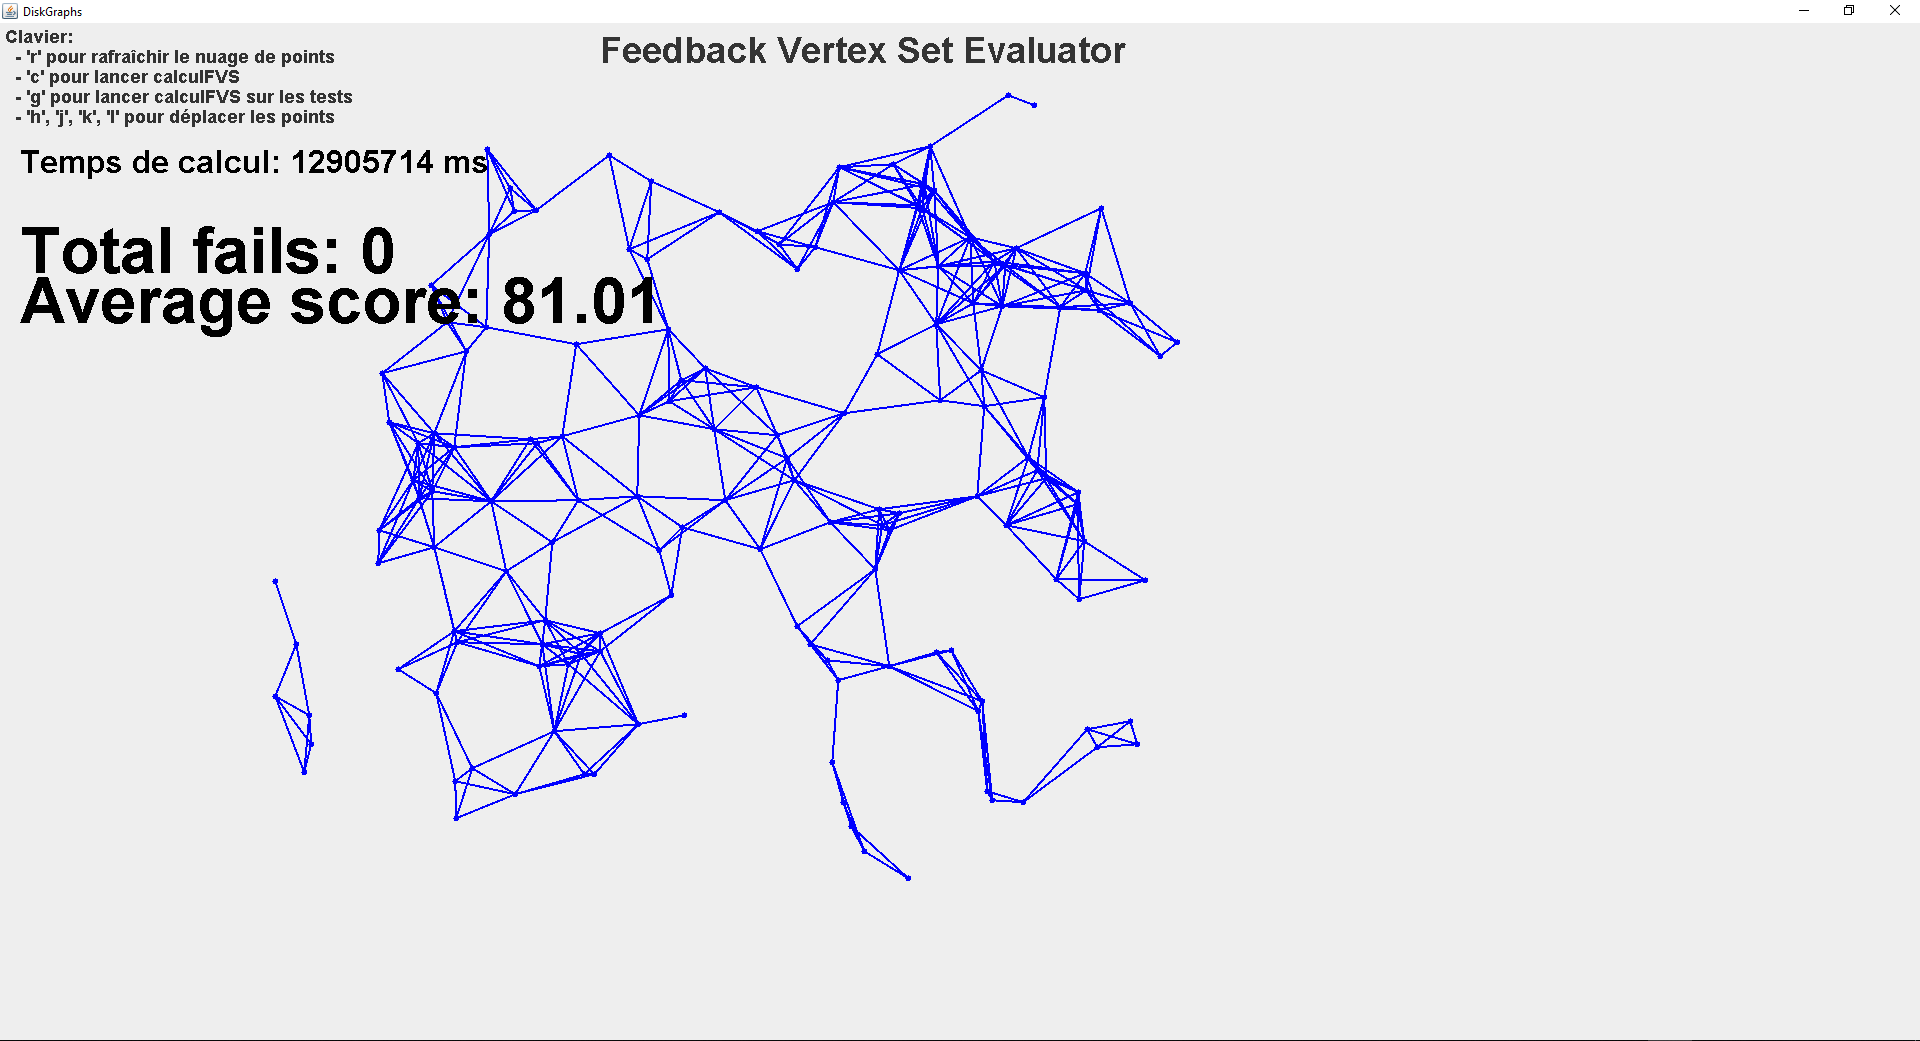 DiskGraphs
Clavier:
- 'r' pour rafraîchir le nuage de points
- 'c' pour lancer calculFVS
- 'g' pour lancer calculFVS sur les tests
- 'h', 'j', 'k', 'l' pour déplacer les points
Feedback Vertex Set Evaluator
Temps de calcul: 12905714 ms
Total fails: 0
Average score: 81.01